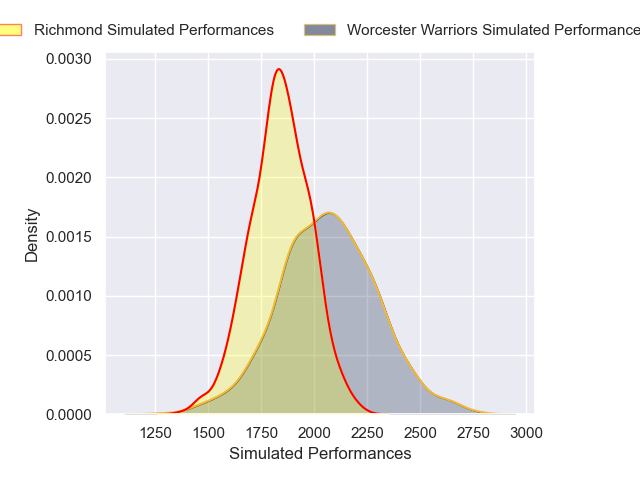 Richmond Simulated Performances Worcester Warriors Simulated Performance
0.0030
0.0025
0.0020
0.0015
0.0010
0.0005
0.0000
Density
1250 1500 1750 2000 2250 2500 2750 3000
Simulated Performances